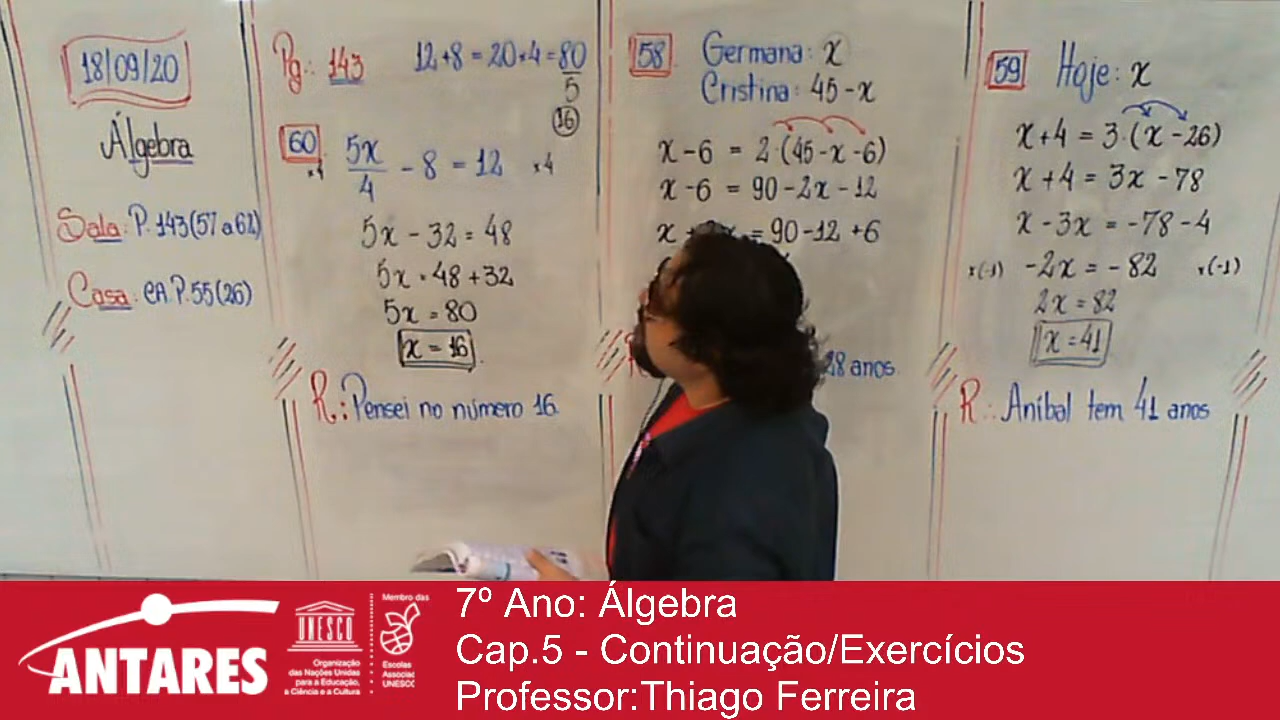 18/09/20
Álgebra
Sala: P. 143(57 a 62)
Casa: CA. P. 55(26)
Pg.: 143
12+8 = 20×4 = 80
5
16
60
5x/4 - 8 = 12
×4
×4
5x - 32 = 48
5x = 48 + 32
5x = 80
x = 16
R.: Pensei no número 16.
58
Germana: x
Cristina: 45 - x
x - 6 = 2·(45 - x - 6)
x - 6 = 90 - 2x - 12
x + = 90 - 12 + 6
28 anos.
59
Hoje: x
x + 4 = 3·(x - 26)
x + 4 = 3x - 78
x - 3x = -78 - 4
×(-1) -2x = -82 ×(-1)
2x = 82
x = 41
R.: Aníbal tem 41 anos
ANTARES
UNESCO
Organização
das Nações Unidas
para a Educação,
a Ciência e a Cultura
Membro das
Escolas
Associac
UNESC
7º Ano: Álgebra
Cap.5 - Continuação/Exercícios
Professor:Thiago Ferreira